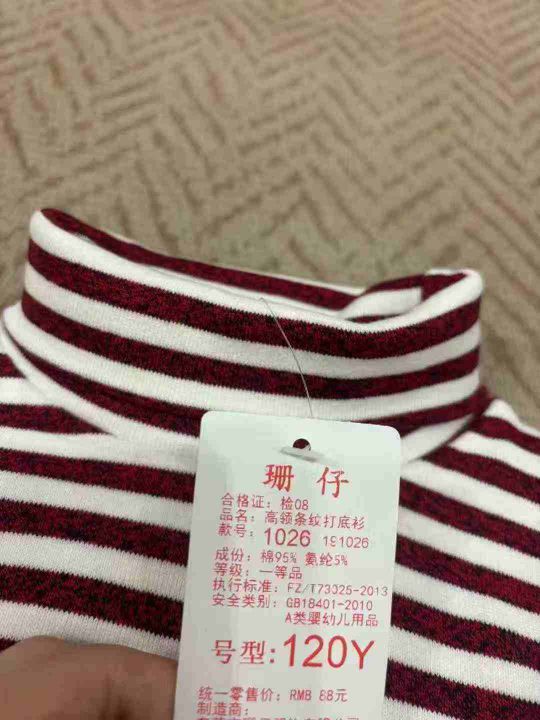 珊仔
合格证：检08
品名：高领条纹打底衫
款号：1026 191026
成份：棉95% 氨纶5%
等级：一等品
执行标准：FZ/T73025-2013
安全类别：GB18401-2010
A类婴幼儿用品
号型:120Y
统一零售价：RMB 88元
制造商：